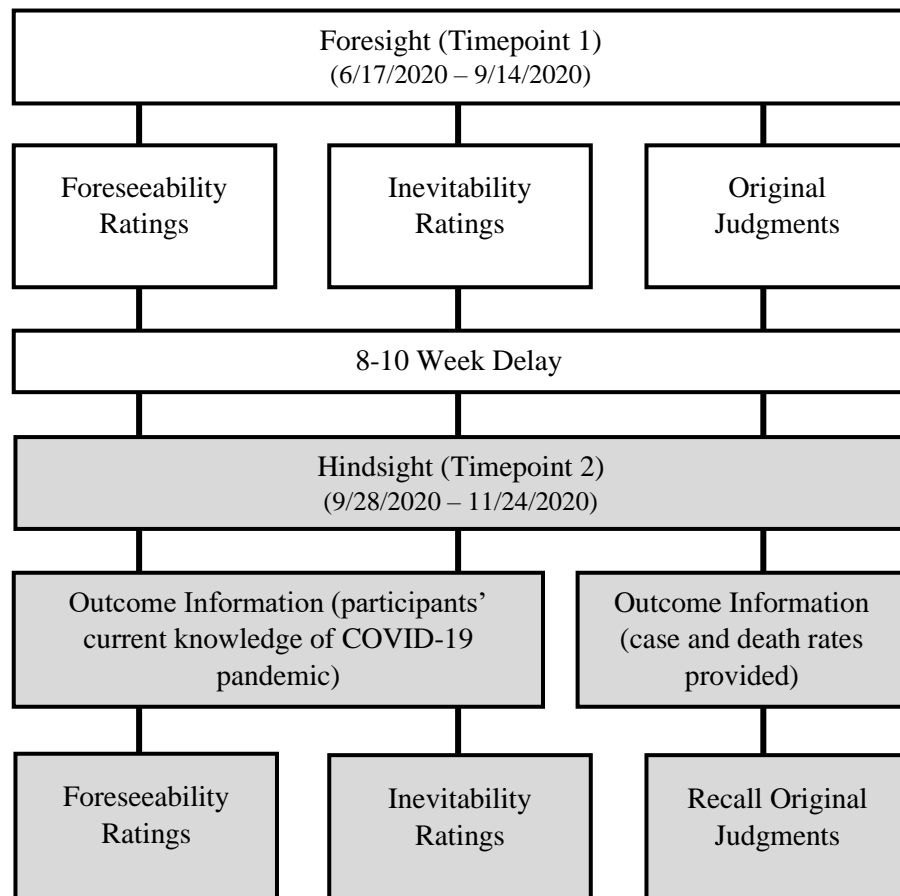 Foresight (Timepoint 1)
(6/17/2020 – 9/14/2020)
Foreseeability
Ratings
Inevitability
Ratings
Original
Judgments
8-10 Week Delay
Hindsight (Timepoint 2)
(9/28/2020 – 11/24/2020)
Outcome Information (participants’
current knowledge of COVID-19
pandemic)
Outcome Information
(case and death rates
provided)
Foreseeability
Ratings
Inevitability
Ratings
Recall Original
Judgments